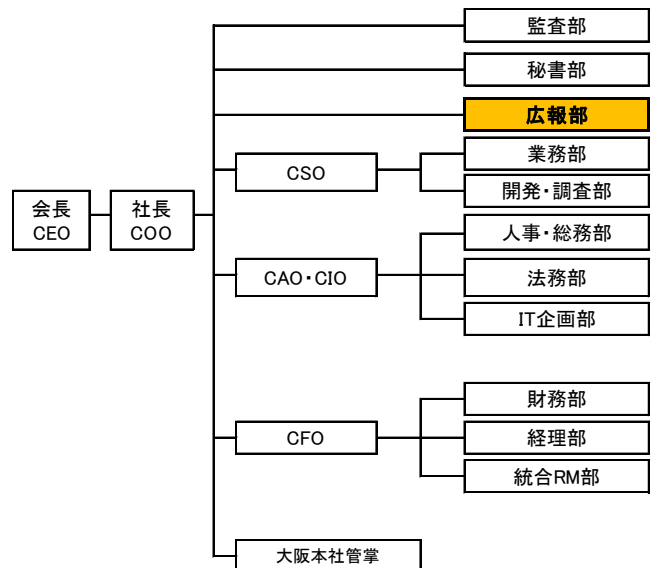 監査部
秘書部
広報部
業務部
CSO
開発・調査部
会長
CEO
社長
COO
人事・総務部
CAO・CIO
法務部
IT企画部
財務部
CFO
経理部
統合RM部
大阪本社管掌